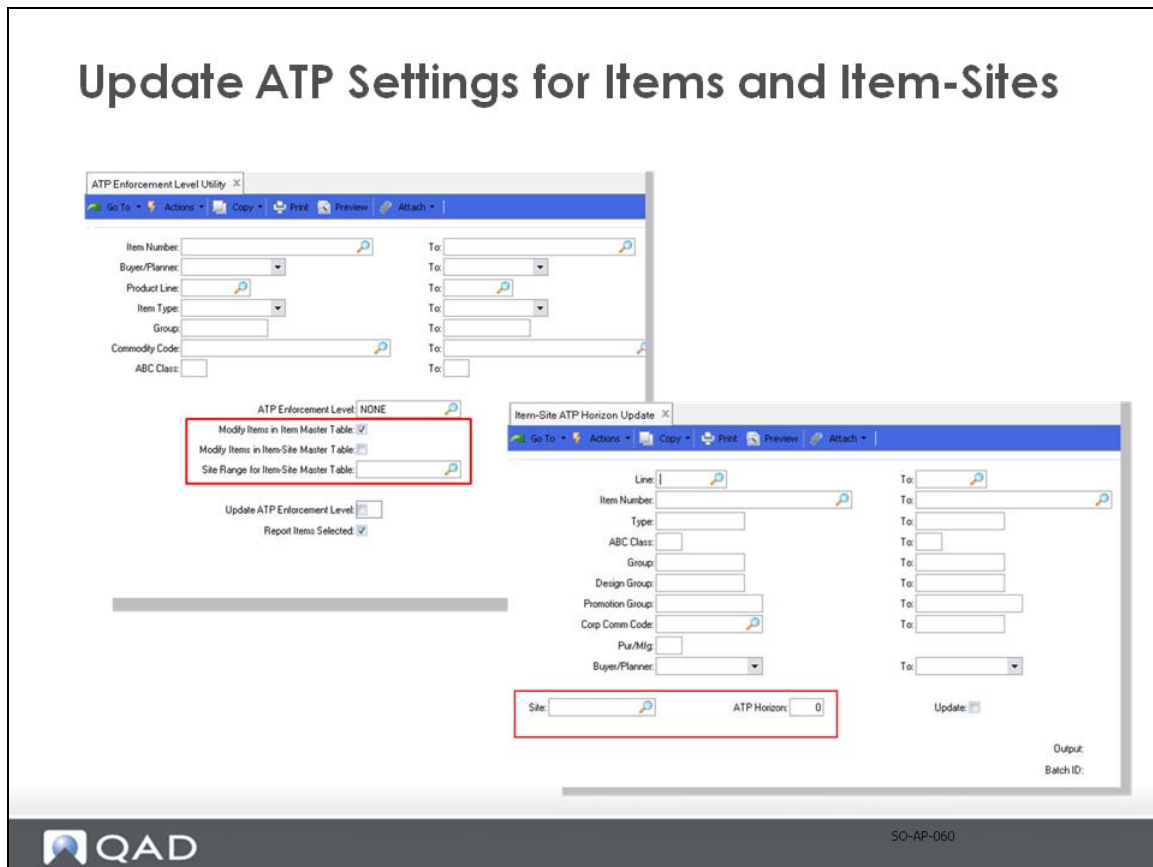 Update ATP Settings for Items and Item-Sites
ATP Enforcement Level Utility
Go To Actions Copy Print Preview Attach
Item Number: To:
Buyer/Planner: To:
Product Line: To:
Item Type: To:
Group: To:
Commodity Code: To:
ABC Class: To:
ATP Enforcement Level: NONE
Modify Items in Item Master Table:
Modify Items in Item-Site Master Table:
Site Range for Item-Site Master Table:
Update ATP Enforcement Level:
Report Items Selected:
Item-Site ATP Horizon Update
Go To Actions Copy Print Preview Attach
Line: To:
Item Number: To:
Type: To:
ABC Class: To:
Group: To:
Design Group: To:
Promotion Group: To:
Corp Comm Code: To:
Pur/Mfg:
Buyer/Planner: To:
Site: ATP Horizon: 0 Update:
Output:
Batch ID:
QAD
SO-AP-060